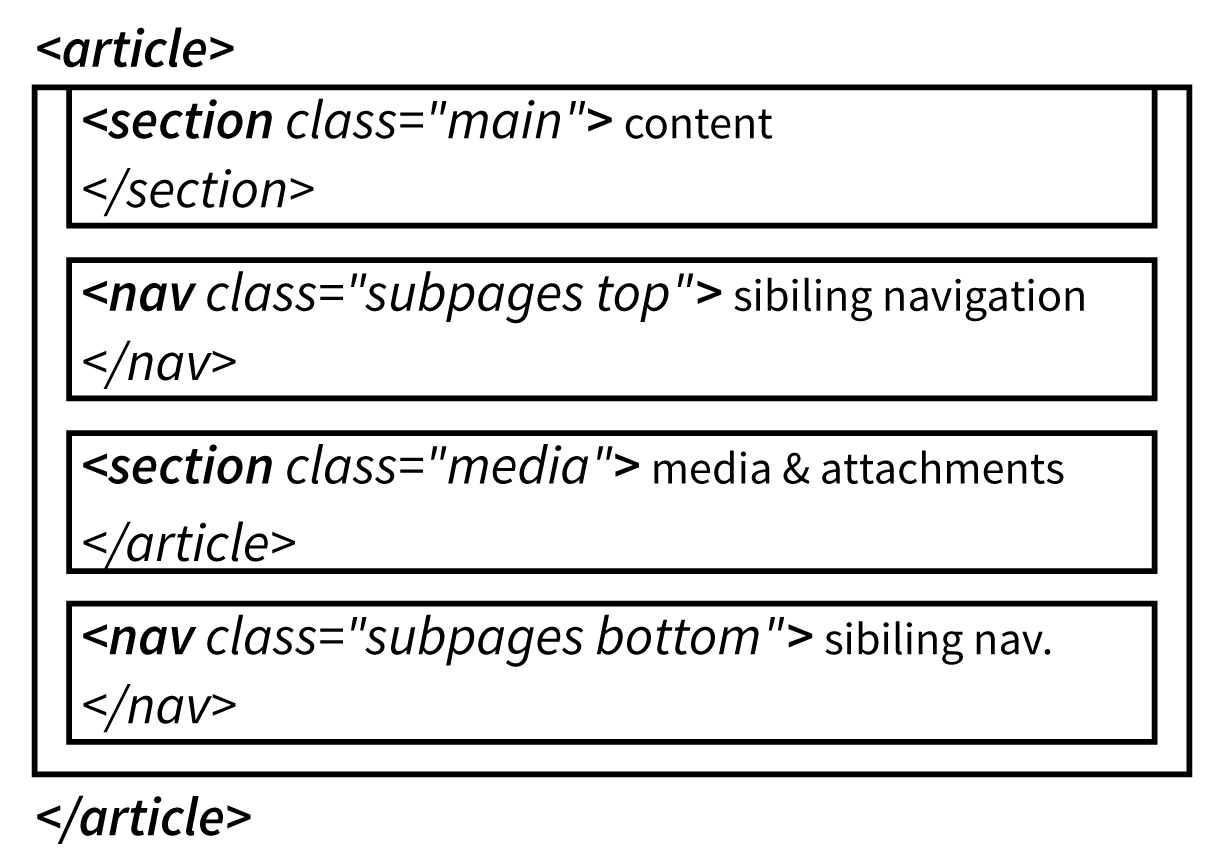 <article>
<section class="main"> content
</section>
<nav class="subpages top"> sibiling navigation
</nav>
<section class="media"> media & attachments
</article>
<nav class="subpages bottom"> sibiling nav.
</nav>
</article>